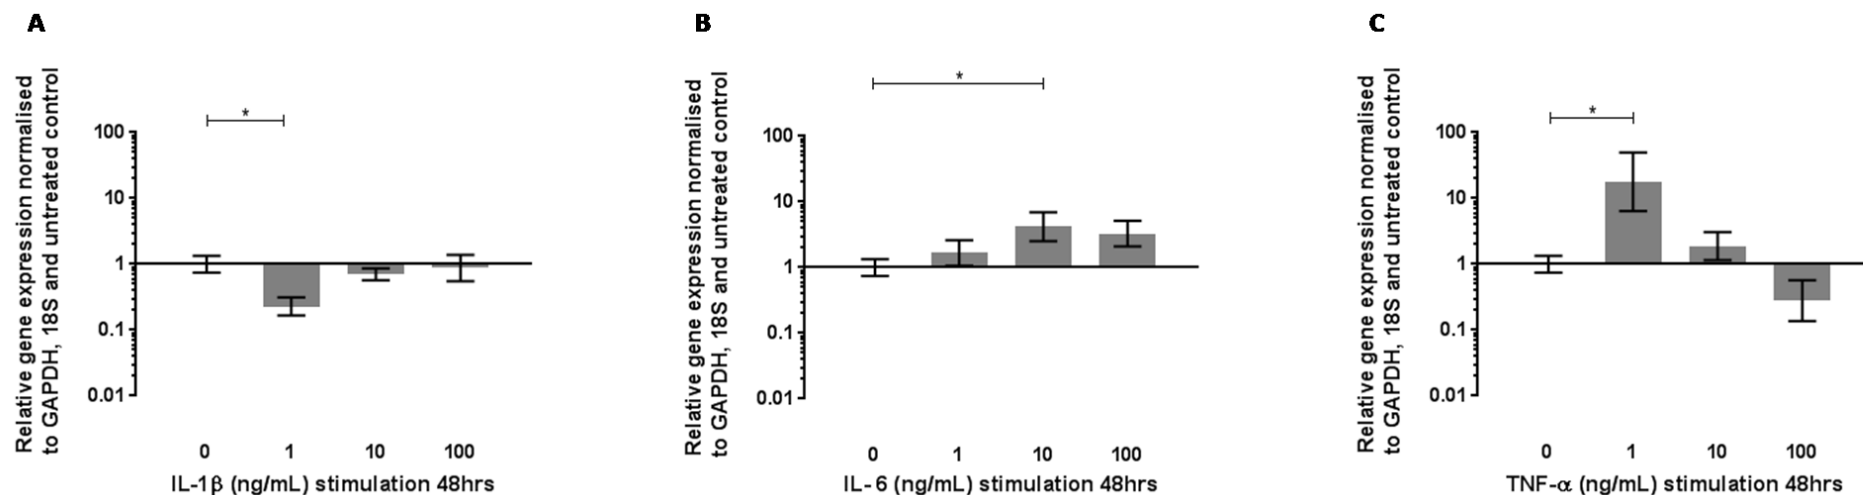 A
Relative gene expression normalised
to GAPDH, 18S and untreated control
*
100
10
1
0.1
0.01
0 1 10 100
IL-1β (ng/mL) stimulation 48hrs
B
Relative gene expression normalised
to GAPDH, 18S and untreated control
*
100
10
1
0.1
0.01
0 1 10 100
IL-6 (ng/mL) stimulation 48hrs
C
Relative gene expression normalised
to GAPDH, 18S and untreated control
*
100
10
1
0.1
0.01
0 1 10 100
TNF-α (ng/mL) stimulation 48hrs